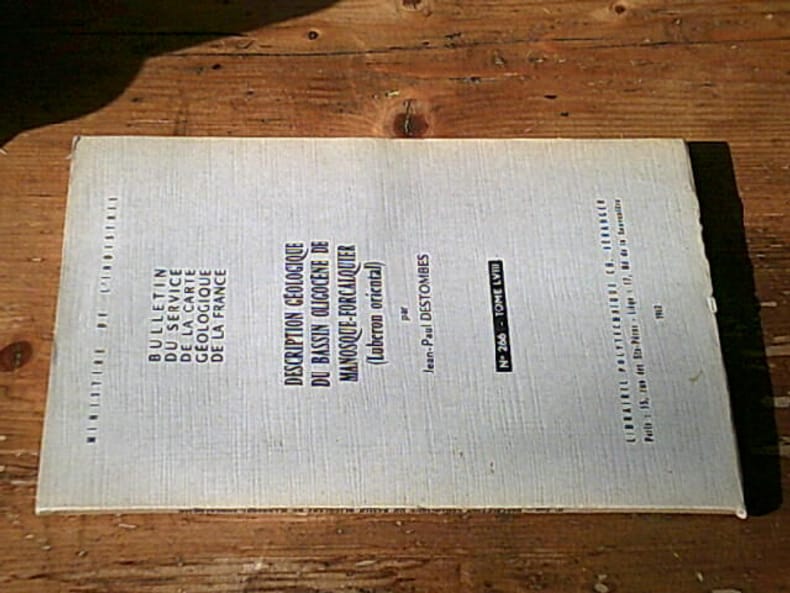 MINISTÈRE DE L'INDUSTRIE
BULLETIN
DU SERVICE
DE LA CARTE
GÉOLOGIQUE
DE LA FRANCE
DESCRIPTION GÉOLOGIQUE
DU BASSIN OLIGOCÈNE DE
MANOSQUE-FORCALQUIER
(Luberon oriental)
par
Jean-Paul DESTOMBES
N° 266 - TOME LVIII
LIBRAIRIE POLYTECHNIQUE CH. BÉRANGER
Paris : 15, rue des Sts-Pères - Liège : 17, Bd de la Sauvenière
1962